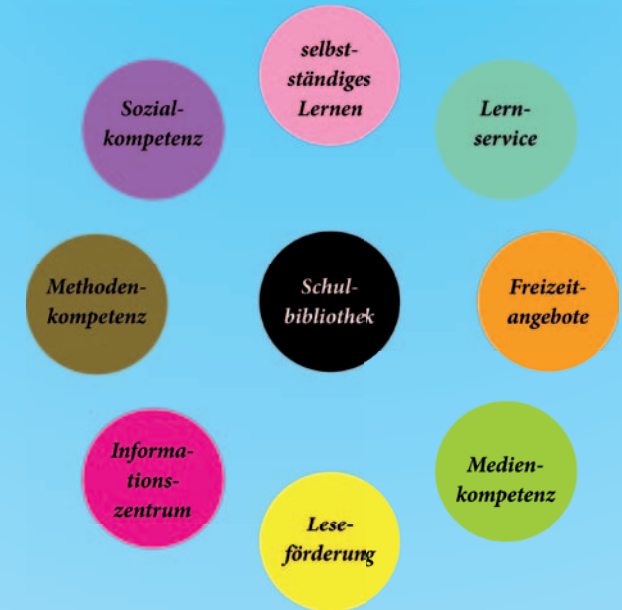 selbst-
ständiges
Lernen
Sozial-
kompetenz
Lern-
service
Methoden-
kompetenz
Schul-
bibliothek
Freizeit-
angebote
Informa-
tions-
zentrum
Medien-
kompetenz
Lese-
förderung